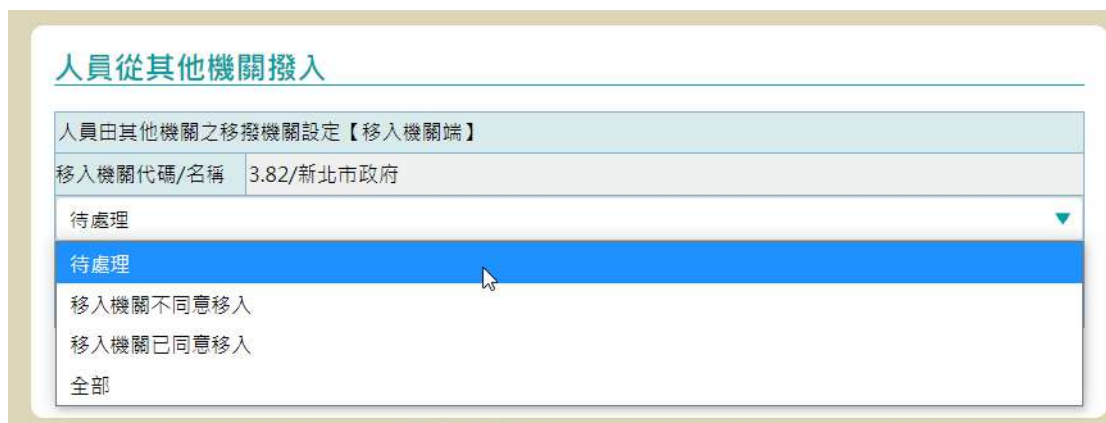 人員從其他機關撥入
人員由其他機關之移撥機關設定【移入機關端】
移入機關代碼/名稱 3.82/新北市政府
待處理
待處理
移入機關不同意移入
移入機關已同意移入
全部